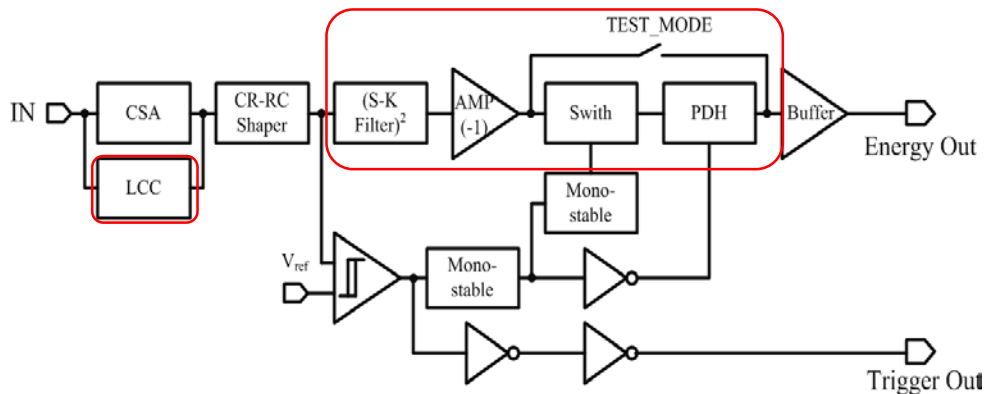 TEST_MODE
IN
CSA
CR-RC
Shaper
(S-K
Filter)²
AMP
(-1)
Swith
PDH
Buffer
Energy Out
LCC
Mono-
stable
Vref
Mono-
stable
Trigger Out